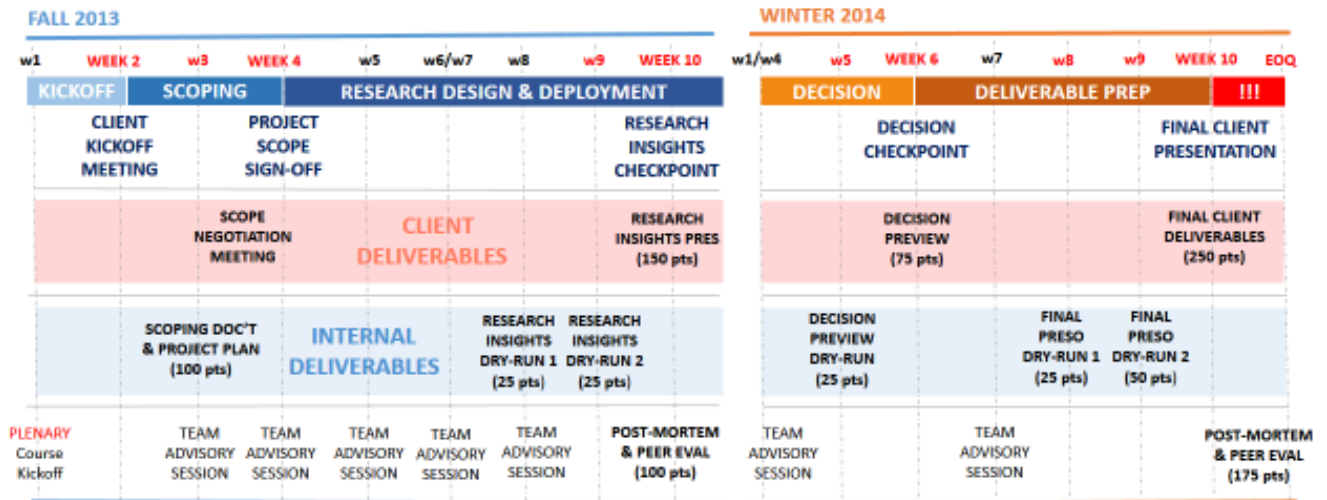 FALL 2013
WINTER 2014
w1 WEEK 2 w3 WEEK 4 w5 w6/w7 w8 w9 WEEK 10 w1/w4 w5 WEEK 6 w7 w8 w9 WEEK 10 EOQ
KICKOFF SCOPING RESEARCH DESIGN & DEPLOYMENT DECISION DELIVERABLE PREP !!!
CLIENT
KICKOFF
MEETING
PROJECT
SCOPE
SIGN-OFF
RESEARCH
INSIGHTS
CHECKPOINT
DECISION
CHECKPOINT
FINAL CLIENT
PRESENTATION
SCOPE
NEGOTIATION
MEETING
CLIENT
DELIVERABLES
RESEARCH
INSIGHTS PRES
(150 pts)
DECISION
PREVIEW
(75 pts)
FINAL CLIENT
DELIVERABLES
(250 pts)
SCOPING DOC'T
& PROJECT PLAN
(100 pts)
INTERNAL
DELIVERABLES
RESEARCH
INSIGHTS
DRY-RUN 1
(25 pts)
RESEARCH
INSIGHTS
DRY-RUN 2
(25 pts)
DECISION
PREVIEW
DRY-RUN
(25 pts)
FINAL
PRESO
DRY-RUN 1
(25 pts)
FINAL
PRESO
DRY-RUN 2
(50 pts)
PLENARY
Course
Kickoff
TEAM
ADVISORY
SESSION
TEAM
ADVISORY
SESSION
TEAM
ADVISORY
SESSION
TEAM
ADVISORY
SESSION
TEAM
ADVISORY
SESSION
POST-MORTEM
& PEER EVAL
(100 pts)
TEAM
ADVISORY
SESSION
TEAM
ADVISORY
SESSION
POST-MORTEM
& PEER EVAL
(175 pts)